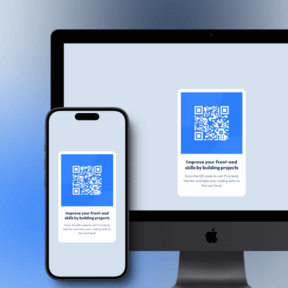 Improve your front-end
skills by building projects
Scan the QR code to visit Frontend
Mentor and take your coding skills to
the next level
Improve your front-end
skills by building projects
Scan the QR code to visit Frontend
Mentor and take your coding skills to
the next level